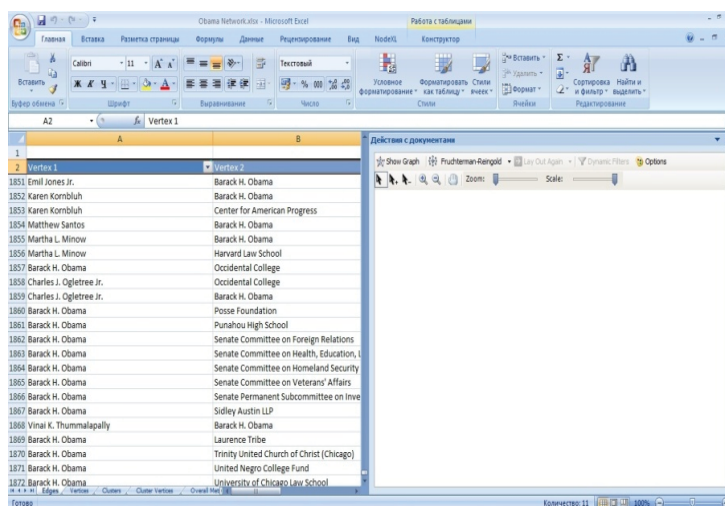 Obama Network.xlsx - Microsoft Excel
Работа с таблицами
Главная Вставка Разметка страницы Формулы Данные Рецензирование Вид NodeXL Конструктор
Вставить
Calibri 11
Ж К Ч
Текстовый
% 000
Условное форматирование
Форматировать как таблицу
Стили ячеек
Вставить
Удалить
Формат
Сортировка и фильтр
Найти и выделить
Буфер обмена Шрифт Выравнивание Число Стили Ячейки Редактирование
A2 fx Vertex 1
A B
1
2 Vertex 1 Vertex 2
1851 Emil Jones Jr. Barack H. Obama
1852 Karen Kornbluh Barack H. Obama
1853 Karen Kornbluh Center for American Progress
1854 Matthew Santos Barack H. Obama
1855 Martha L. Minow Barack H. Obama
1856 Martha L. Minow Harvard Law School
1857 Barack H. Obama Occidental College
1858 Charles J. Ogletree Jr. Occidental College
1859 Charles J. Ogletree Jr. Barack H. Obama
1860 Barack H. Obama Posse Foundation
1861 Barack H. Obama Punahou High School
1862 Barack H. Obama Senate Committee on Foreign Relations
1863 Barack H. Obama Senate Committee on Health, Education, L
1864 Barack H. Obama Senate Committee on Homeland Security
1865 Barack H. Obama Senate Committee on Veterans' Affairs
1866 Barack H. Obama Senate Permanent Subcommittee on Inve
1867 Barack H. Obama Sidley Austin LLP
1868 Vinai K. Thummalapally Barack H. Obama
1869 Barack H. Obama Laurence Tribe
1870 Barack H. Obama Trinity United Church of Christ (Chicago)
1871 Barack H. Obama United Negro College Fund
1872 Barack H. Obama University of Chicago Law School
Edges Vertices Clusters Cluster Vertices Overall Met
Действия с документами
Show Graph Fruchterman-Reingold Lay Out Again Dynamic Filters Options
Zoom: Scale:
Готово Количество: 11 100%